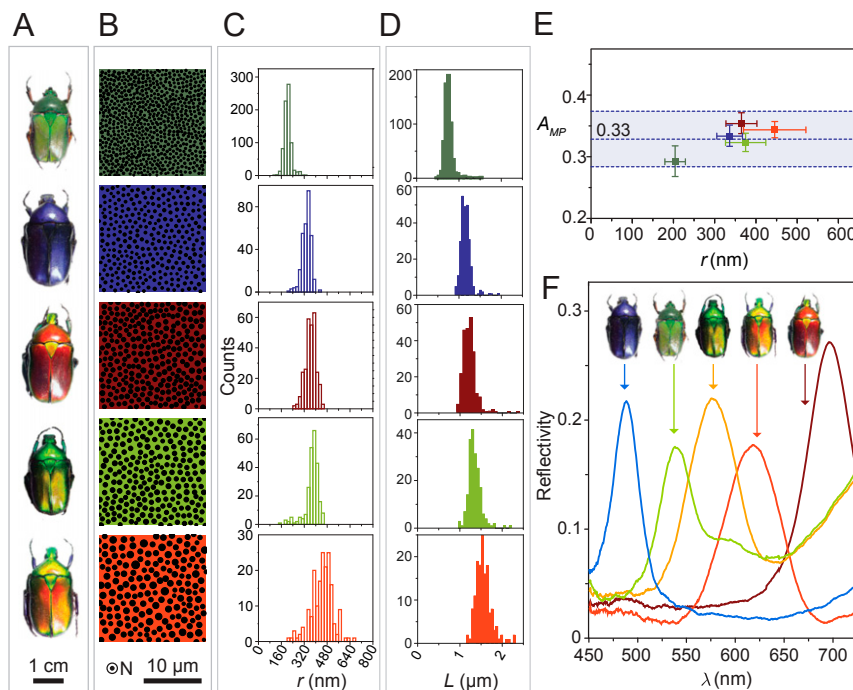 A
B
C
D
E
F
1 cm
⊙N
10 µm
Counts
300
200
100
0
80
40
0
60
40
20
0
60
40
20
0
30
20
10
0
0
160
320
480
640
800
r (nm)
200
100
0
60
40
20
0
60
40
20
0
40
20
0
20
10
0
0
1
2
L (µm)
A_MP
0.4
0.3
0.2
0.33
0 100 200 300 400 500 600
r (nm)
Reflectivity
0.3
0.2
0.1
0
450 500 550 600 650 700
λ (nm)